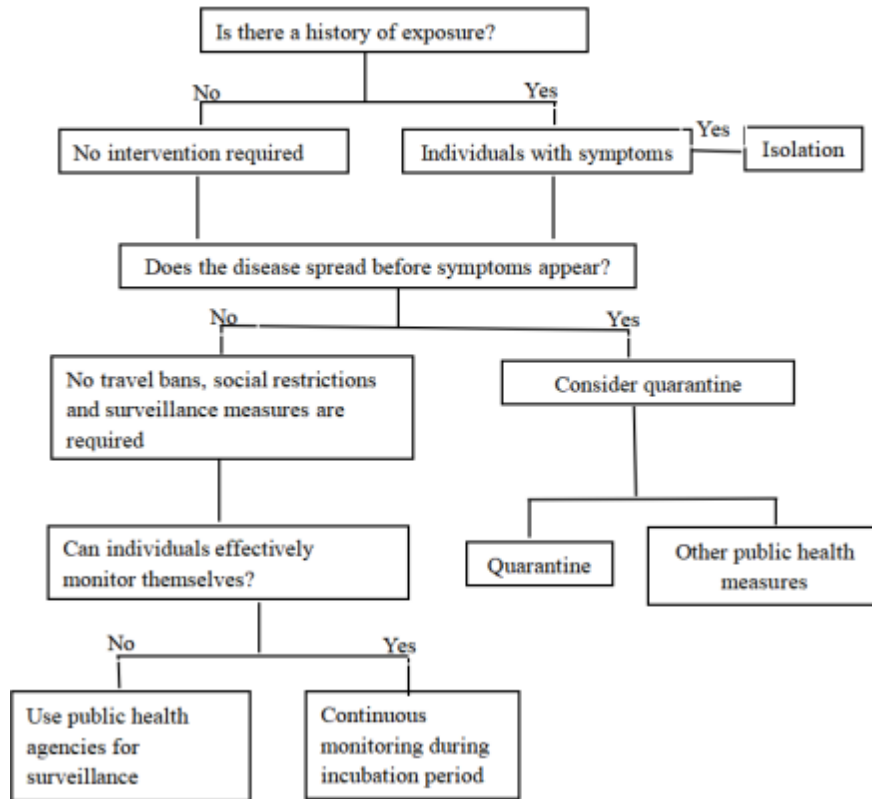 Is there a history of exposure?
No
Yes
No intervention required
Individuals with symptoms
Yes
Isolation
Does the disease spread before symptoms appear?
No
Yes
No travel bans, social restrictions
and surveillance measures are
required
Consider quarantine
Can individuals effectively
monitor themselves?
Quarantine
Other public health
measures
No
Yes
Use public health
agencies for
surveillance
Continuous
monitoring during
incubation period